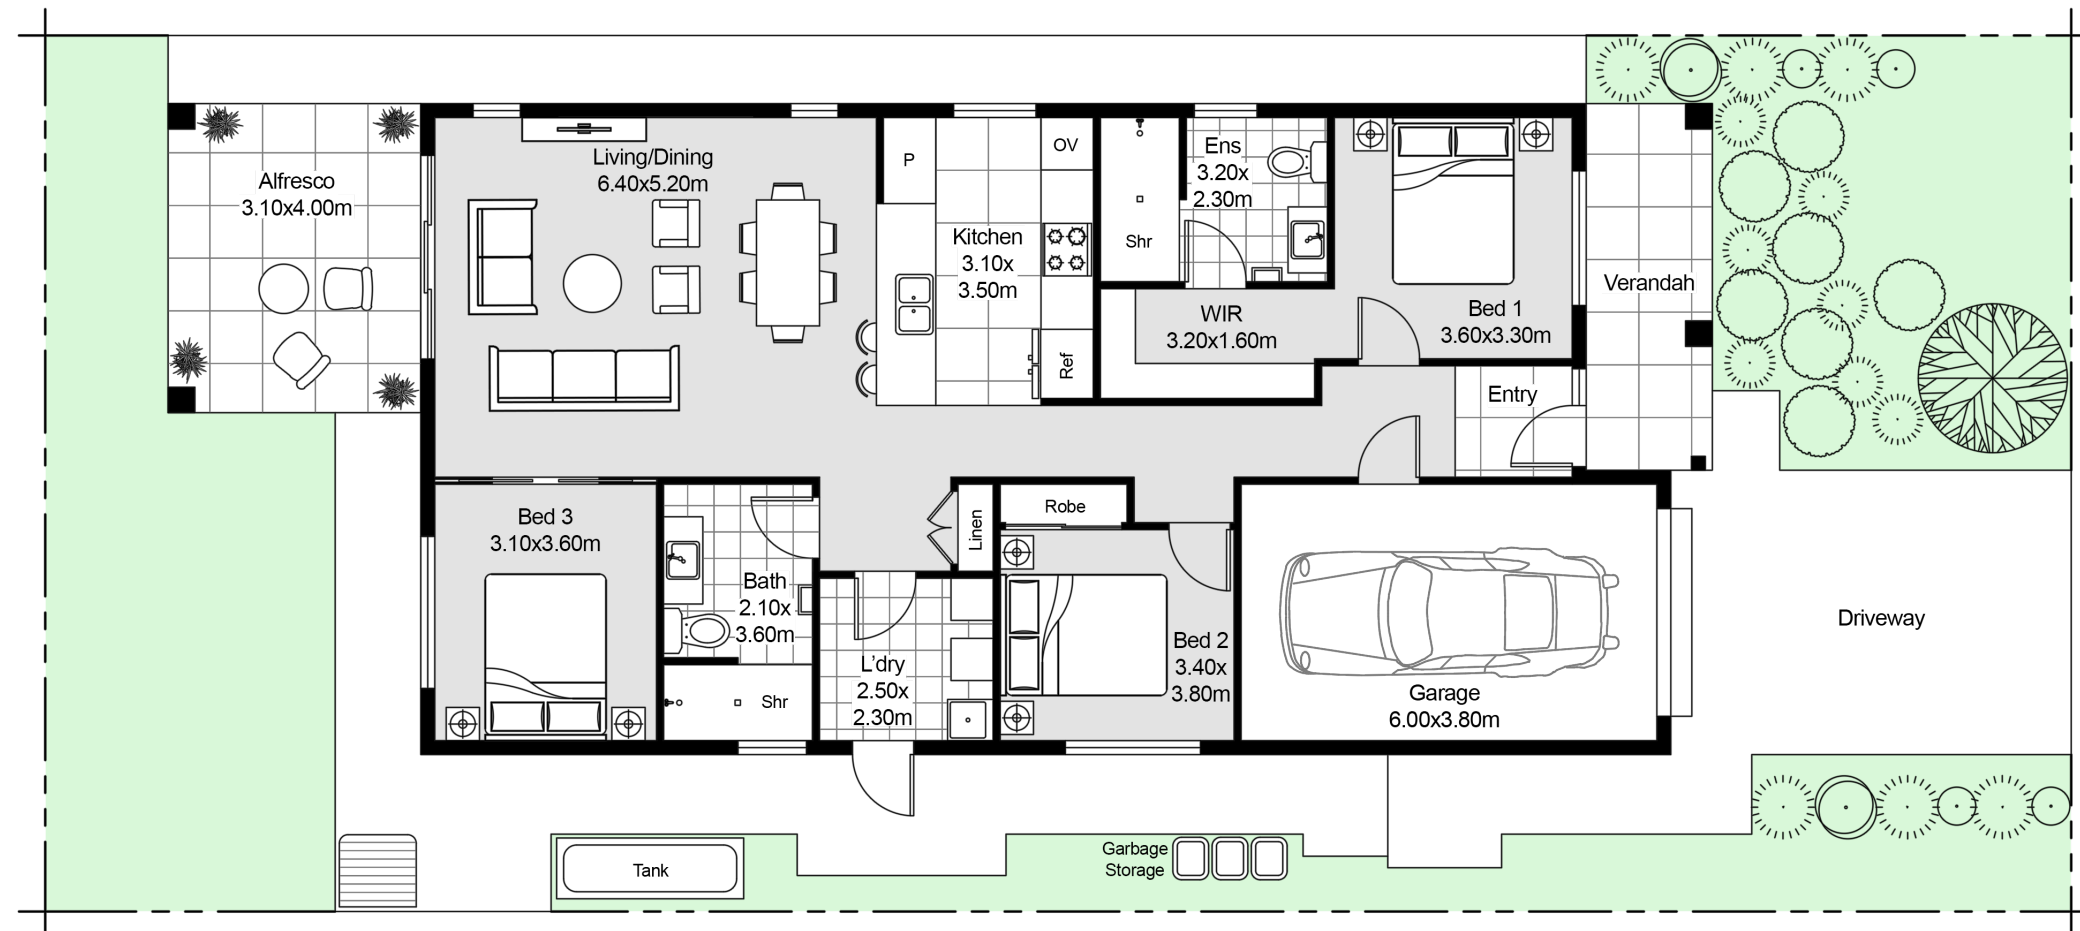 Alfresco
3.10x4.00m
Living/Dining
6.40x5.20m
P
OV
Kitchen
3.10x
3.50m
Ref
Ens
3.20x
2.30m
Shr
WIR
3.20x1.60m
Bed 1
3.60x3.30m
Verandah
Entry
Bed 3
3.10x3.60m
Bath
2.10x
3.60m
Shr
L'dry
2.50x
2.30m
Linen
Robe
Bed 2
3.40x
3.80m
Garage
6.00x3.80m
Driveway
Tank
Garbage
Storage